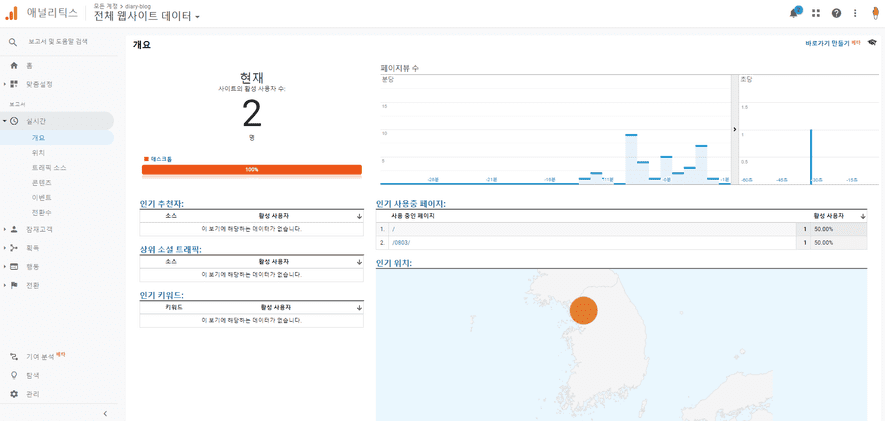 애널리틱스
모든 계정 > diary-blog
전체 웹사이트 데이터
보고서 및 도움말 검색
홈
맞춤설정
보고서
실시간
개요
위치
트래픽 소스
콘텐츠
이벤트
전환수
잠재고객
획득
행동
전환
기여 분석 베타
탐색
관리
개요
바로가기 만들기 베타
현재
사이트의 활성 사용자 수:
2
명
데스크톱
100%
페이지뷰 수
분당
초당
15
10
5
1.5
1
0.5
-26분
-21분
-16분
-11분
-6분
-1분
-60초
-45초
-30초
-15초
인기 추천자:
소스 활성 사용자
이 보기에 해당하는 데이터가 없습니다.
상위 소셜 트래픽:
소스 활성 사용자
이 보기에 해당하는 데이터가 없습니다.
인기 키워드:
키워드 활성 사용자
이 보기에 해당하는 데이터가 없습니다.
인기 사용중 페이지:
사용 중인 페이지 활성 사용자
1. / 1 50.00%
2. /0803/ 1 50.00%
인기 위치: